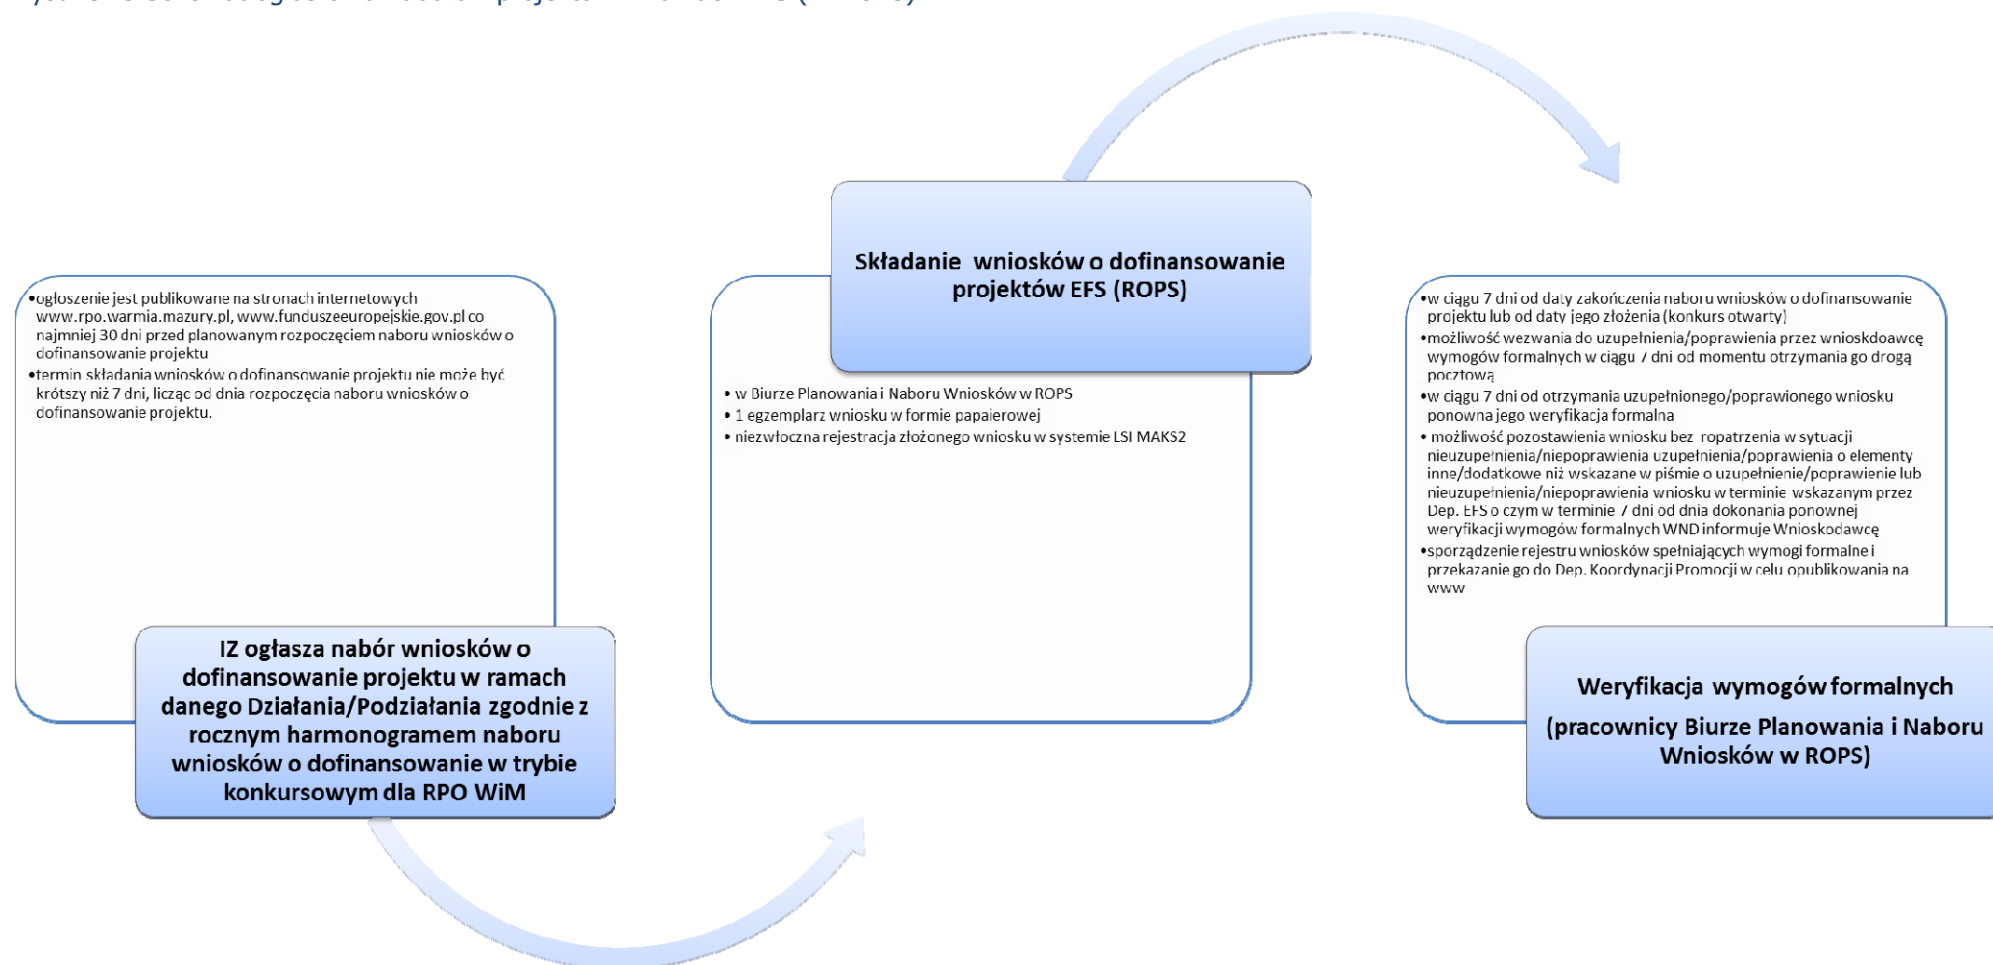 •ogłoszenie jest publikowane na stronach internetowych
www.rpo.warmia.mazury.pl, www.funduszeeuropejskie.gov.pl co
najmniej 30 dni przed planowanym rozpoczęciem naboru wniosków o
dofinansowanie projektu
•termin składania wniosków o dofinansowanie projektu nie może być
krótszy niż 7 dni, licząc od dnia rozpoczęcia naboru wniosków o
dofinansowanie projektu.
IZ ogłasza nabór wniosków o
dofinansowanie projektu w ramach
danego Działania/Podziałania zgodnie z
rocznym harmonogramem naboru
wniosków o dofinansowanie w trybie
konkursowym dla RPO WiM
Składanie wniosków o dofinansowanie
projektów EFS (ROPS)
• w Biurze Planowania i Naboru Wniosków w ROPS
• 1 egzemplarz wniosku w formie papaierowej
• niezwłoczna rejestracja złożonego wniosku w systemie LSI MAKS2
•w ciągu 7 dni od daty zakończenia naboru wniosków o dofinansowanie
projektu lub od daty jego złożenia (konkurs otwarty)
•możliwość wezwania do uzupełnienia/poprawienia przez wnioskdoawcę
wymogów formalnych w ciągu 7 dni od momentu otrzymania go drogą
pocztową
•w ciągu 7 dni od otrzymania uzupełnionego/poprawionego wniosku
ponowna jego weryfikacja formalna
• możliwość pozostawienia wniosku bez ropatrzenia w sytuacji
nieuzupełnienia/niepoprawienia uzupełnienia/poprawienia o elementy
inne/dodatkowe niż wskazane w piśmie o uzupełnienie/poprawienie lub
nieuzupełnienia/niepoprawienia wniosku w terminie wskazanym przez
Dep. EFS o czym w terminie 7 dni od dnia dokonania ponownej
weryfikacji wymogów formalnych WND informuje Wnioskodawcę
•sporządzenie rejestru wniosków spełniających wymogi formalne i
przekazanie go do Dep. Koordynacji Promocji w celu opublikowania na
www
Weryfikacja wymogów formalnych
(pracownicy Biurze Planowania i Naboru
Wniosków w ROPS)